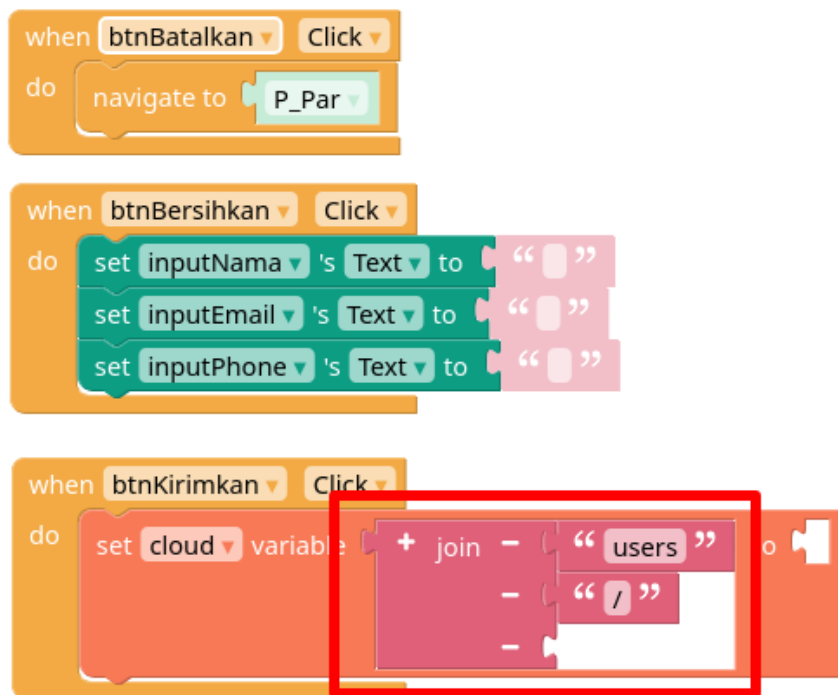 when btnBatalkan Click
do navigate to P_Par
when btnBersihkan Click
do set inputNama 's Text to “ ”
set inputEmail 's Text to “ ”
set inputPhone 's Text to “ ”
when btnKirimkan Click
do set cloud variable + join - “ users ” o
- “ / ”
-